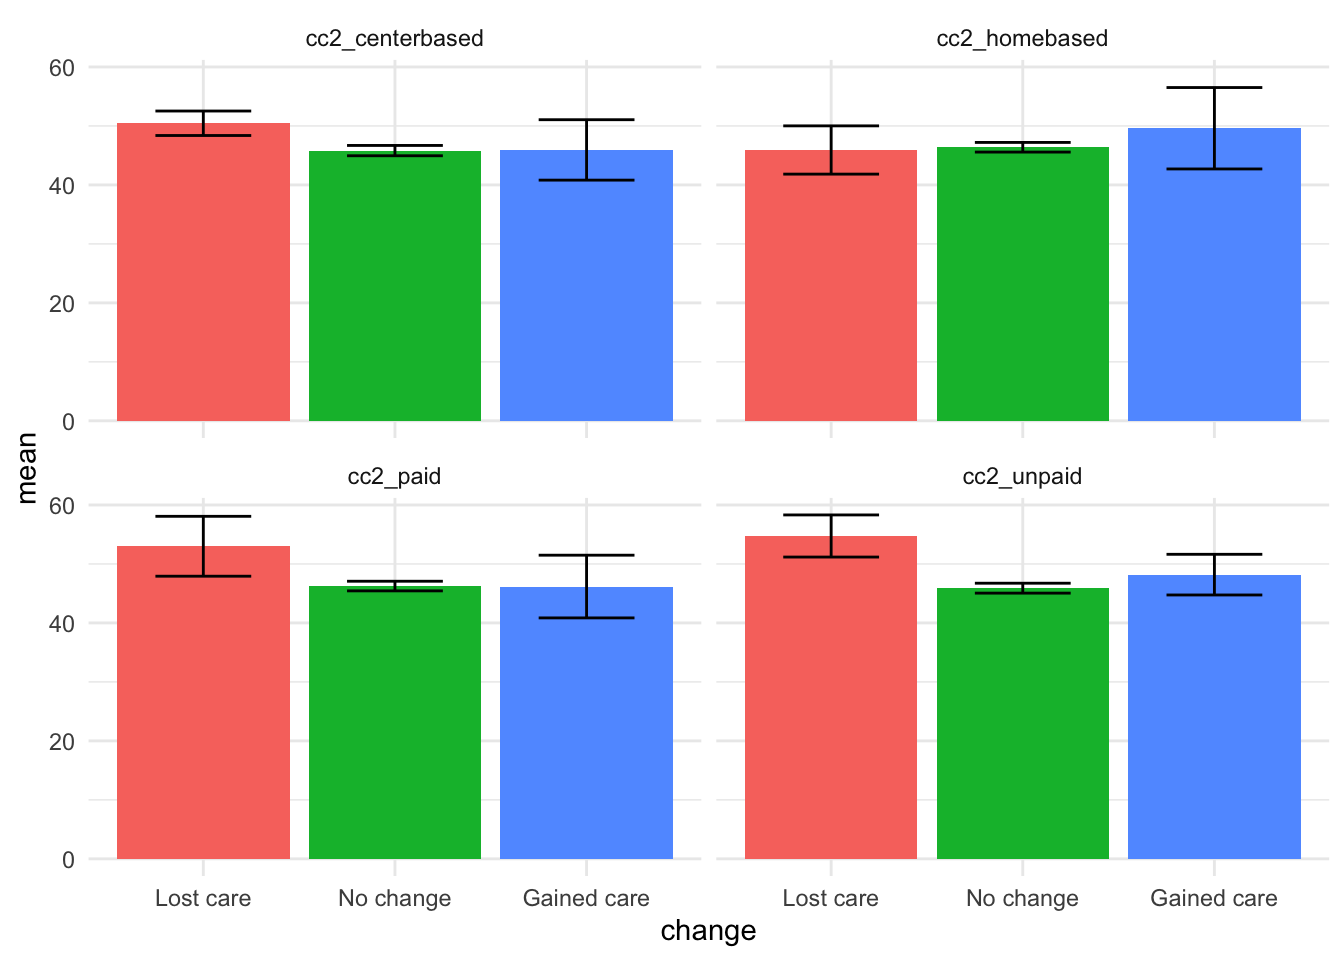 cc2_centerbased
cc2_homebased
60
40
20
0
cc2_paid
cc2_unpaid
60
40
20
0
mean
Lost care
No change
Gained care
Lost care
No change
Gained care
change